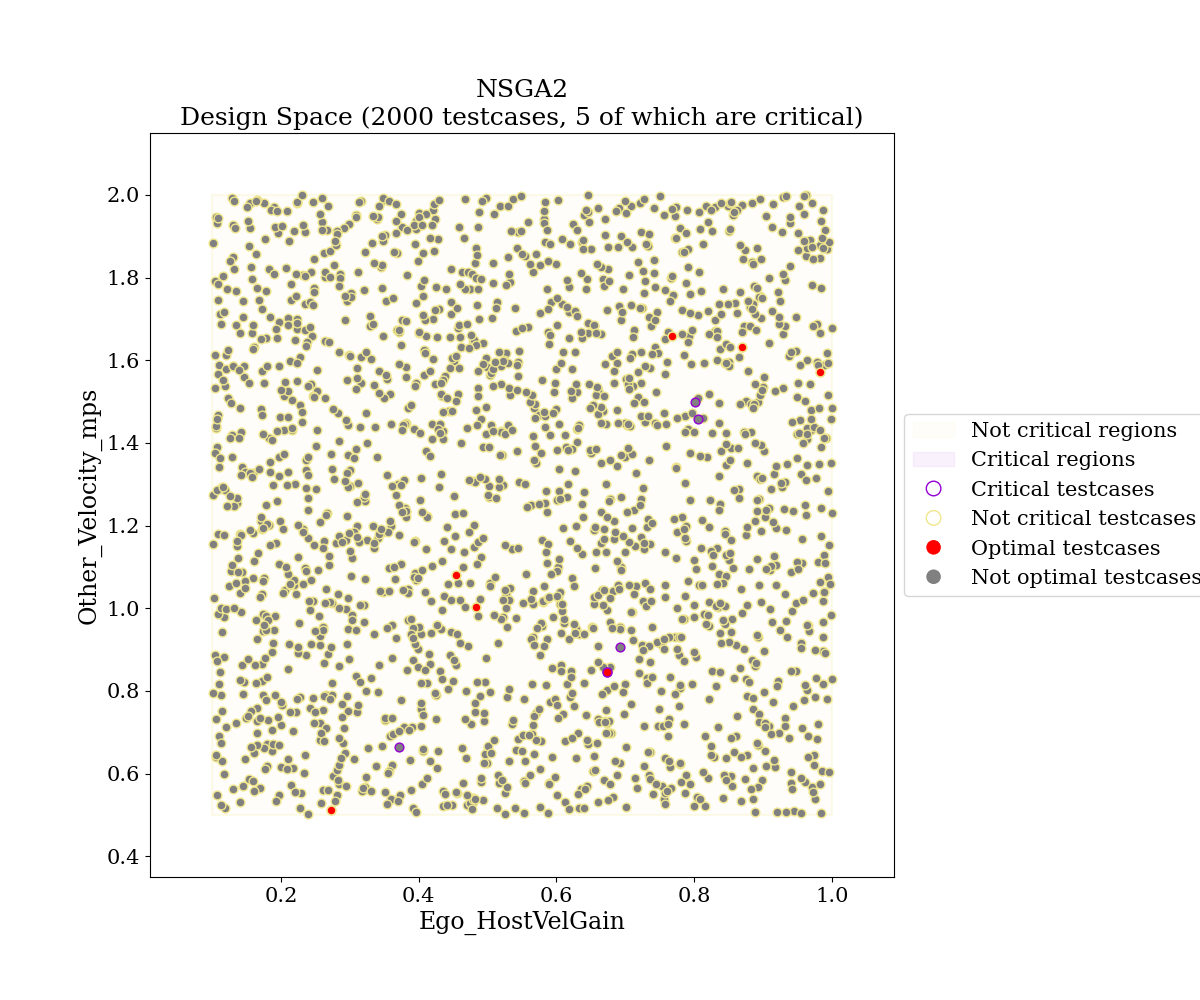 NSGA2
Design Space (2000 testcases, 5 of which are critical)
2.0
1.8
1.6
1.4
1.2
1.0
0.8
0.6
0.4
Other_Velocity_mps
0.2
0.4
0.6
0.8
1.0
Ego_HostVelGain
Not critical regions
Critical regions
Critical testcases
Not critical testcases
Optimal testcases
Not optimal testcases